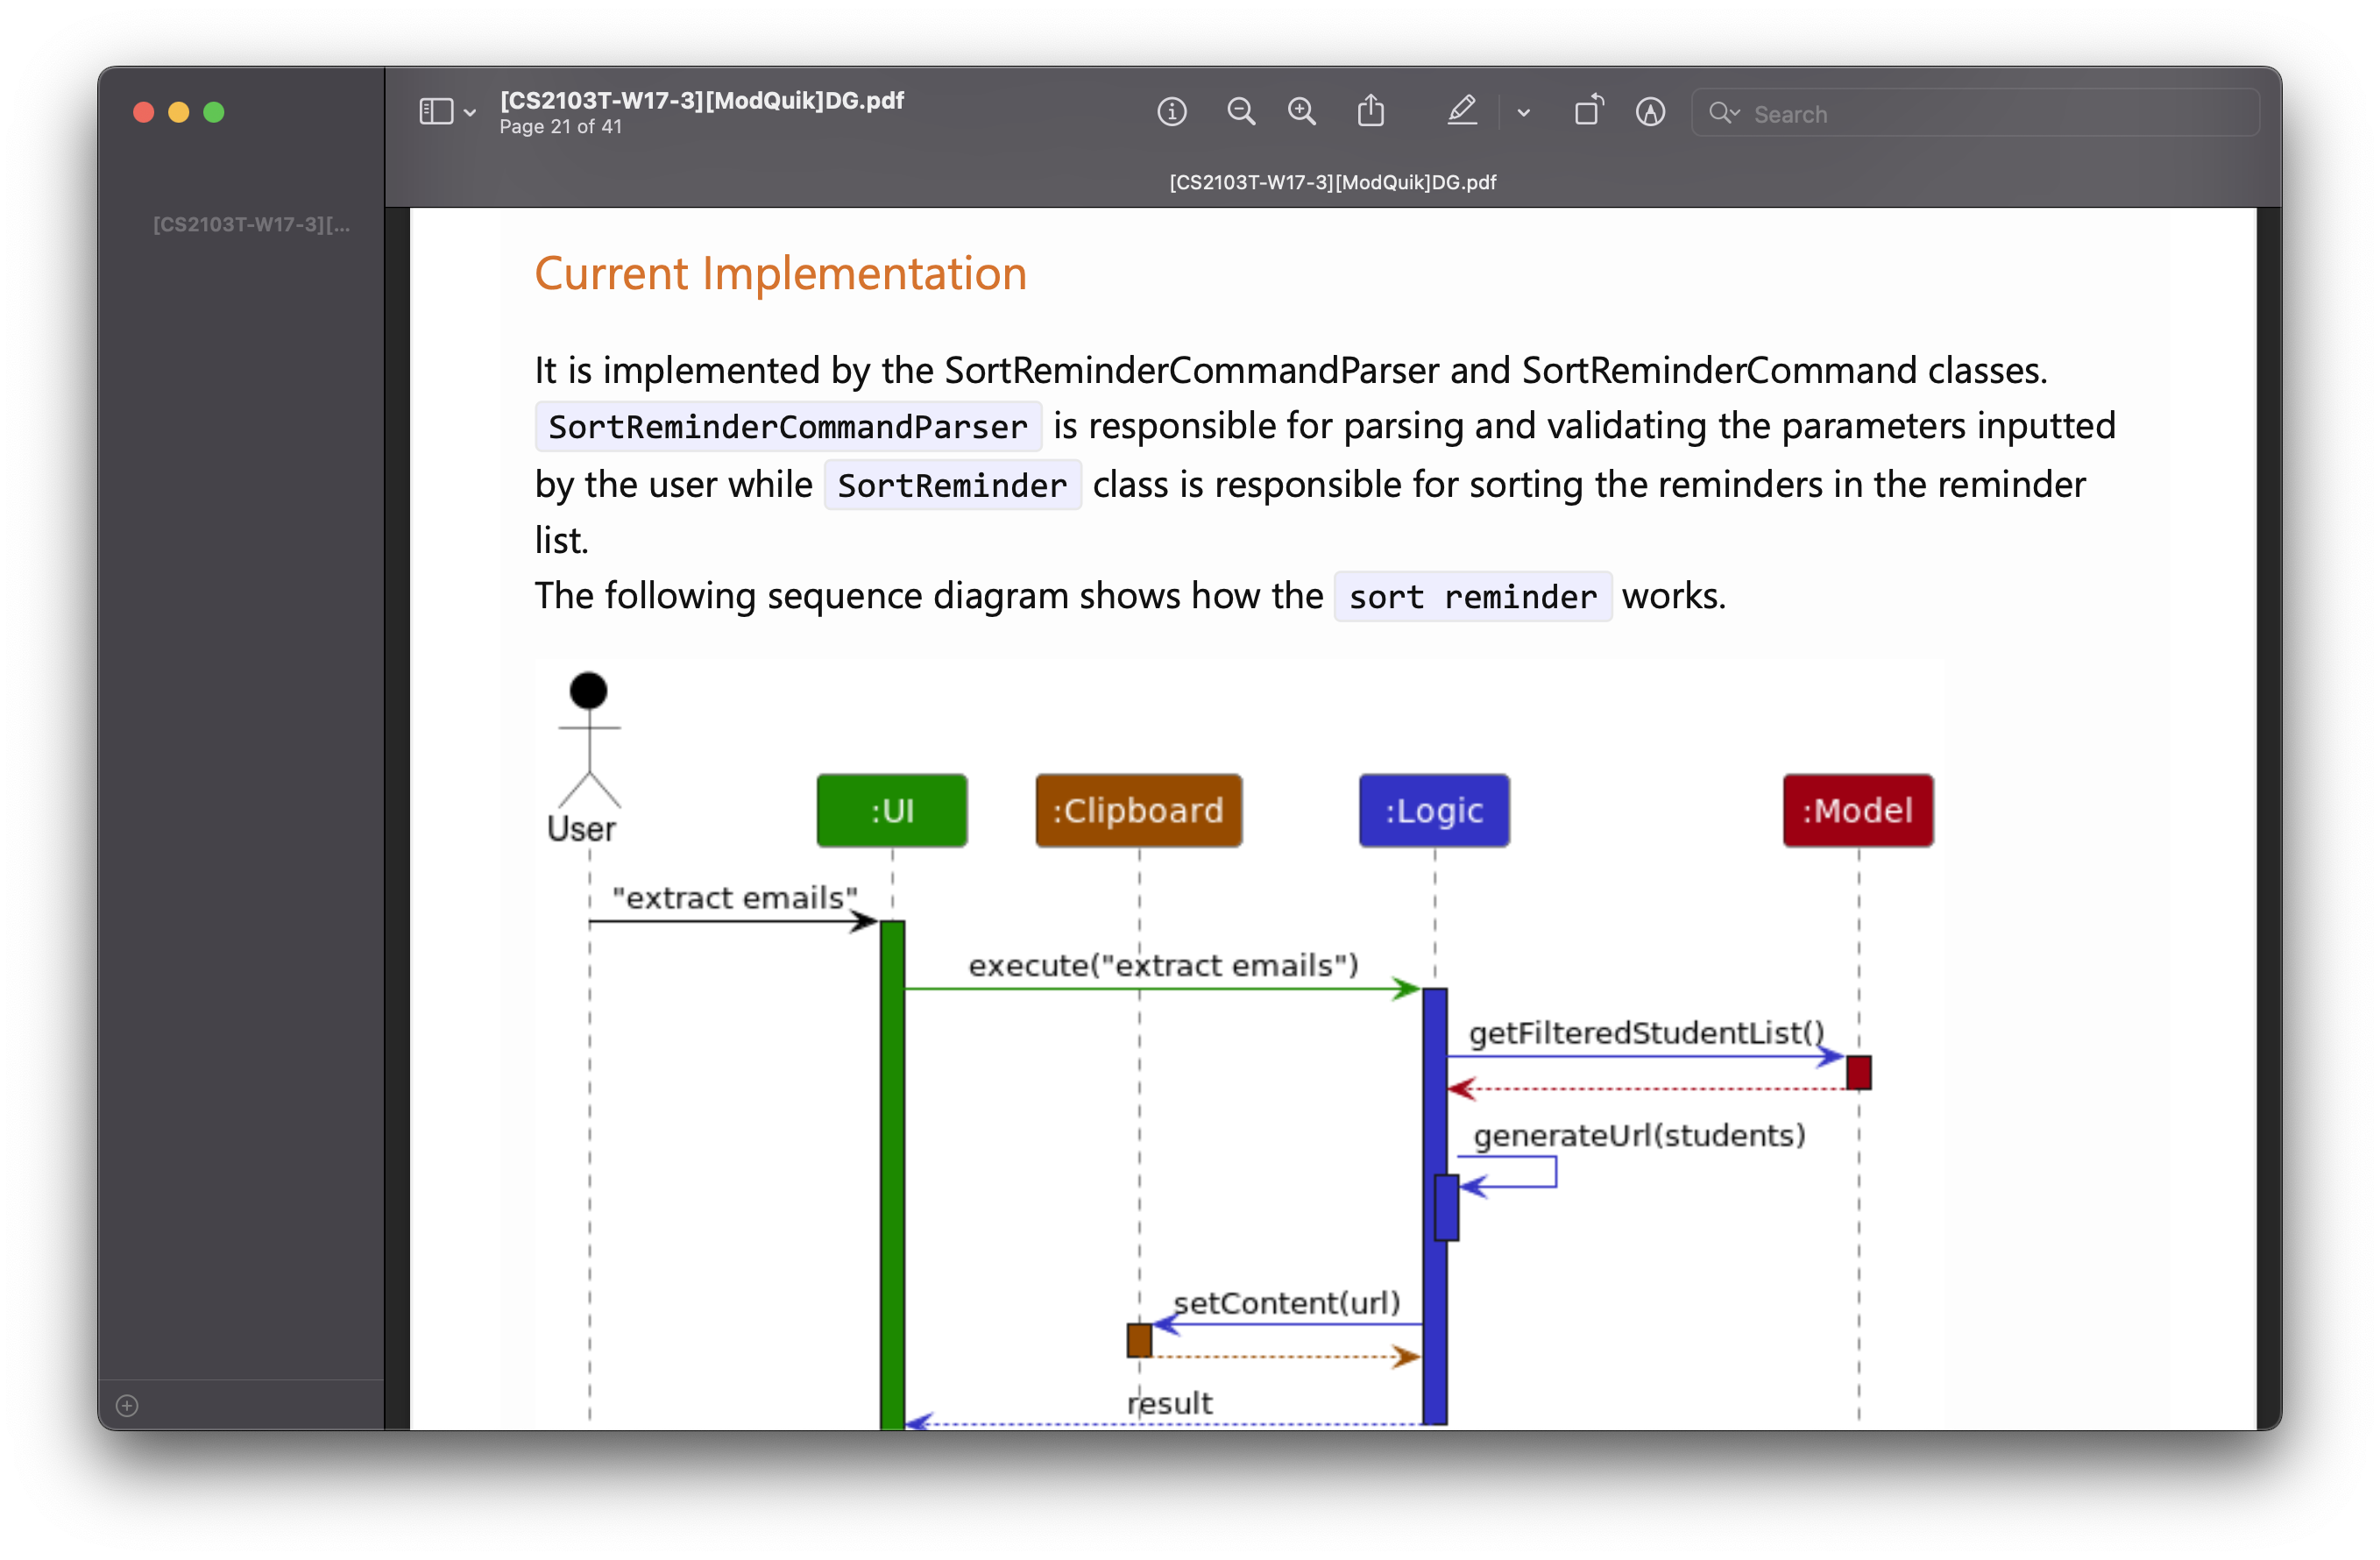 [CS2103T-W17-3][ModQuik]DG.pdf
Page 21 of 41
Search
[CS2103T-W17-3][ModQuik]DG.pdf
[CS2103T-W17-3][...
Current Implementation
It is implemented by the SortReminderCommandParser and SortReminderCommand classes.
SortReminderCommandParser is responsible for parsing and validating the parameters inputted
by the user while SortReminder class is responsible for sorting the reminders in the reminder
list.
The following sequence diagram shows how the sort reminder works.
User
:UI
:Clipboard
:Logic
:Model
"extract emails"
execute("extract emails")
getFilteredStudentList()
generateUrl(students)
setContent(url)
result